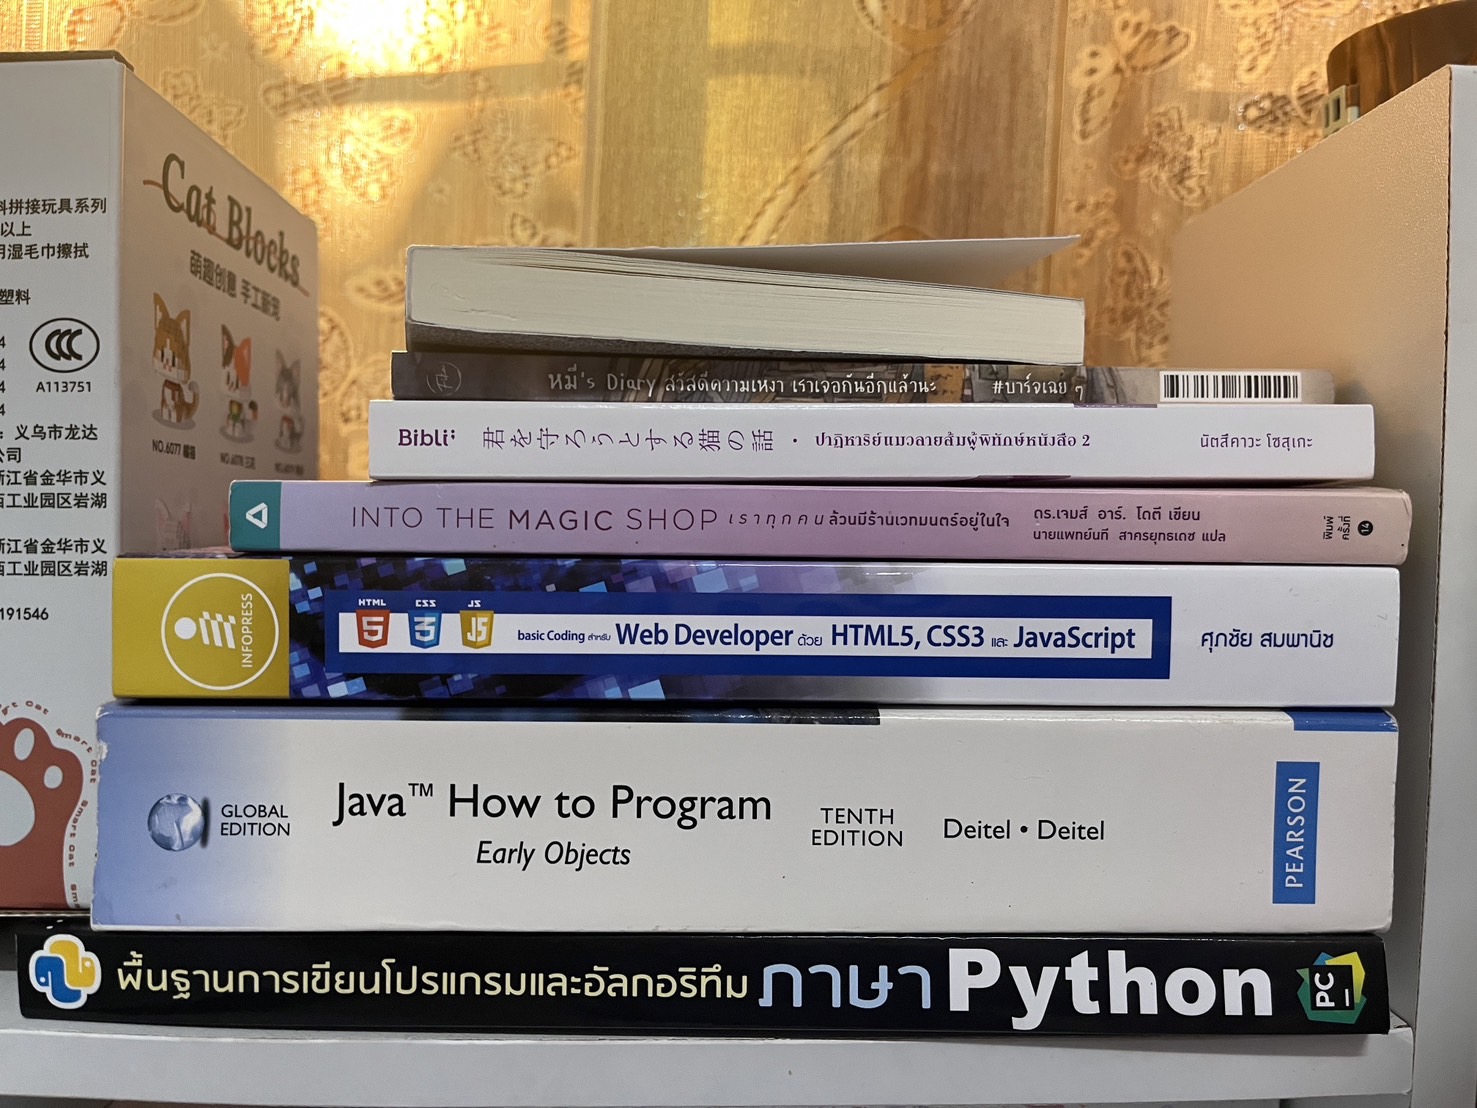 料拼接玩具系列
以上
用湿毛巾擦拭
塑料
4
4
4
4
CCC
A113751
：义乌市龙达
公司
浙江省金华市义
西工业园区岩湖
浙江省金华市义
西工业园区岩湖
191546
Cat Blocks
萌趣创意 手工新宠
NO.6077
Smart Cat Smart Cat
หมี's Diary สวัสดีความเหงา เราเจอกันอีกแล้วนะ #บาร์จเฉย ๆ
Bibli 君を守ろうとする猫の話 · ปาฏิหาริย์แมวลายส้มผู้พิทักษ์หนังสือ 2 นัตสึคาวะ โซสุเกะ
INTO THE MAGIC SHOP เราทุกคนล้วนมีร้านเวทมนตร์อยู่ในใจ
ดร.เจมส์ อาร์. โดตี เขียน
นายแพทย์นที สาครยุทธเดช แปล
พิมพ์
ครั้งที่
14
INFOPRESS
HTML CSS JS
5 3 JS
basic Coding สำหรับ Web Developer ด้วย HTML5, CSS3 และ JavaScript
ศุภชัย สมพานิช
GLOBAL
EDITION
Java™ How to Program
Early Objects
TENTH
EDITION
Deitel • Deitel
PEARSON
พื้นฐานการเขียนโปรแกรมและอัลกอริทึม ภาษา Python
PC